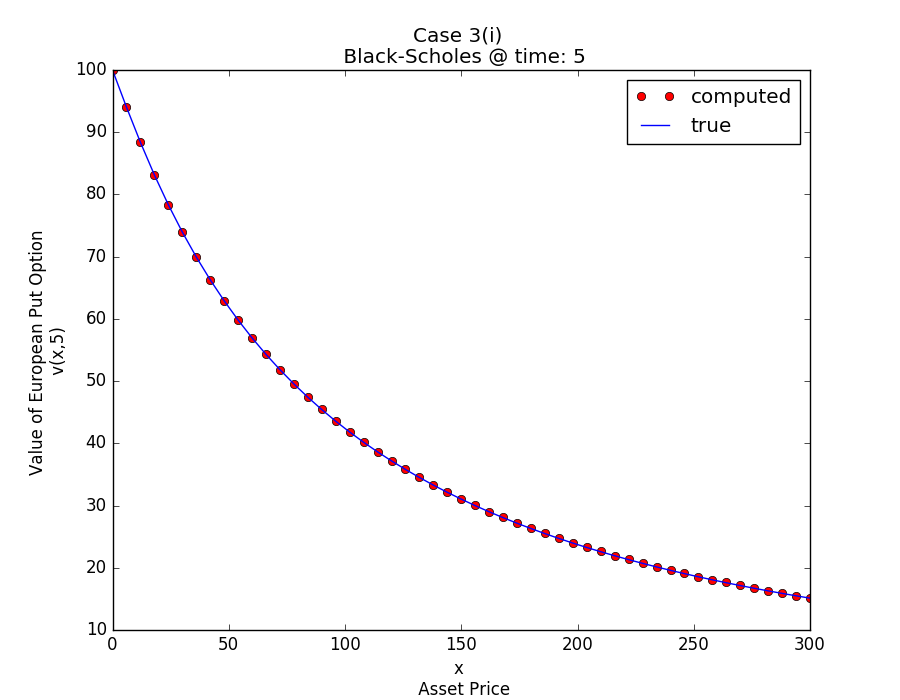 Case 3(i)
Black-Scholes @ time: 5
computed
true
100
90
80
70
60
50
40
30
20
10
Value of European Put Option
v(x,5)
0
50
100
150
200
250
300
x
Asset Price